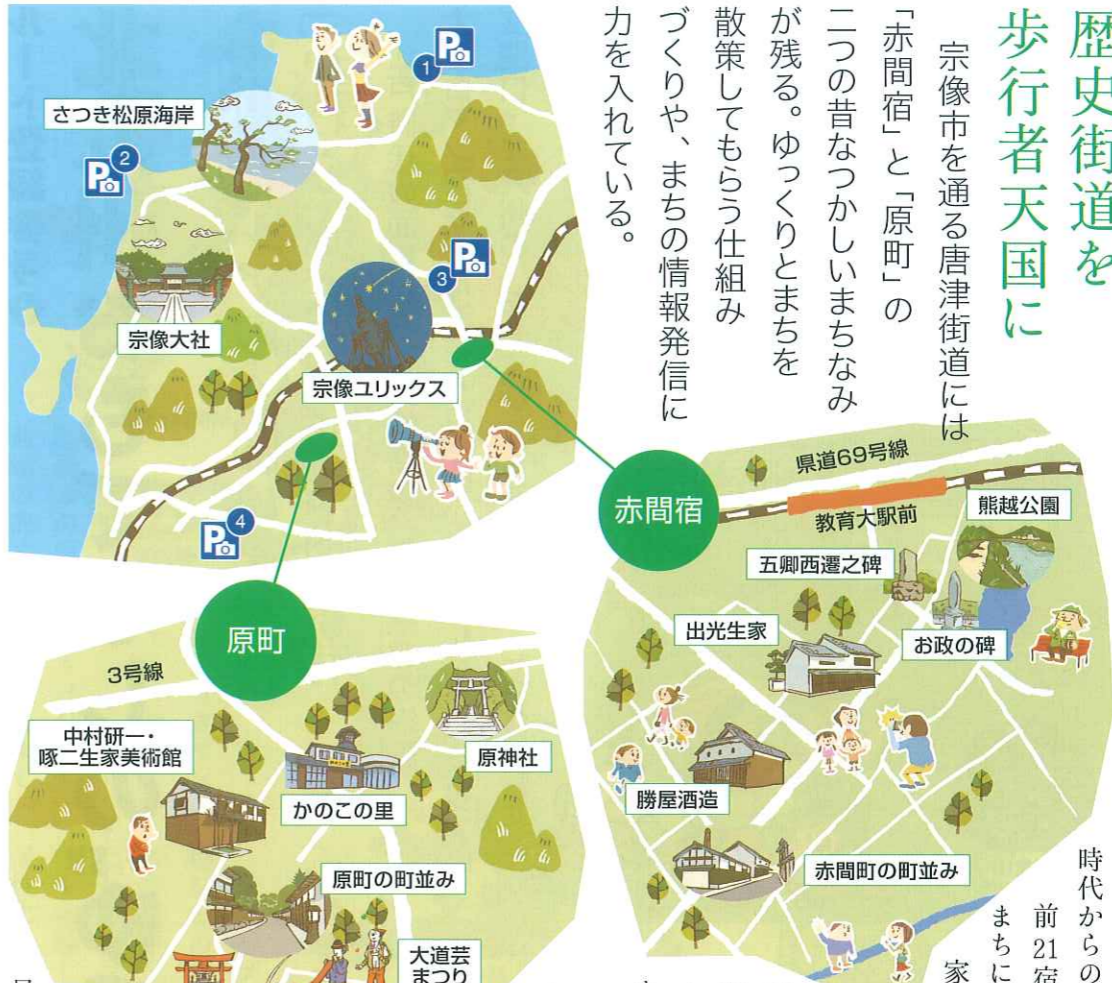 歴史街道を
歩行者天国に
宗像市を通る唐津街道には
「赤間宿」と「原町」の
二つの昔なつかしいまちなみ
が残る。ゆっくりとまちを
散策してもらう仕組み
づくりや、まちの情報発信に
力を入れている。
P
1
さつき松原海岸
P
2
宗像大社
P
3
宗像ユリックス
P
4
赤間宿
県道69号線
教育大駅前
熊越公園
五卿西遷之碑
お政の碑
出光生家
勝屋酒造
赤間町の町並み
原町
3号線
中村研一・
啄二生家美術館
かのこの里
原神社
原町の町並み
大道芸
まつり
時代からの
前21宿
まちに
家